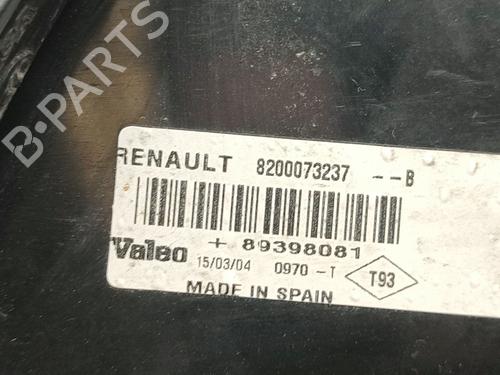 B-PARTS
RENAULT 8200073237 --B
+ 89398081
Valeo 15/03/04 0970-T T93
MADE IN SPAIN